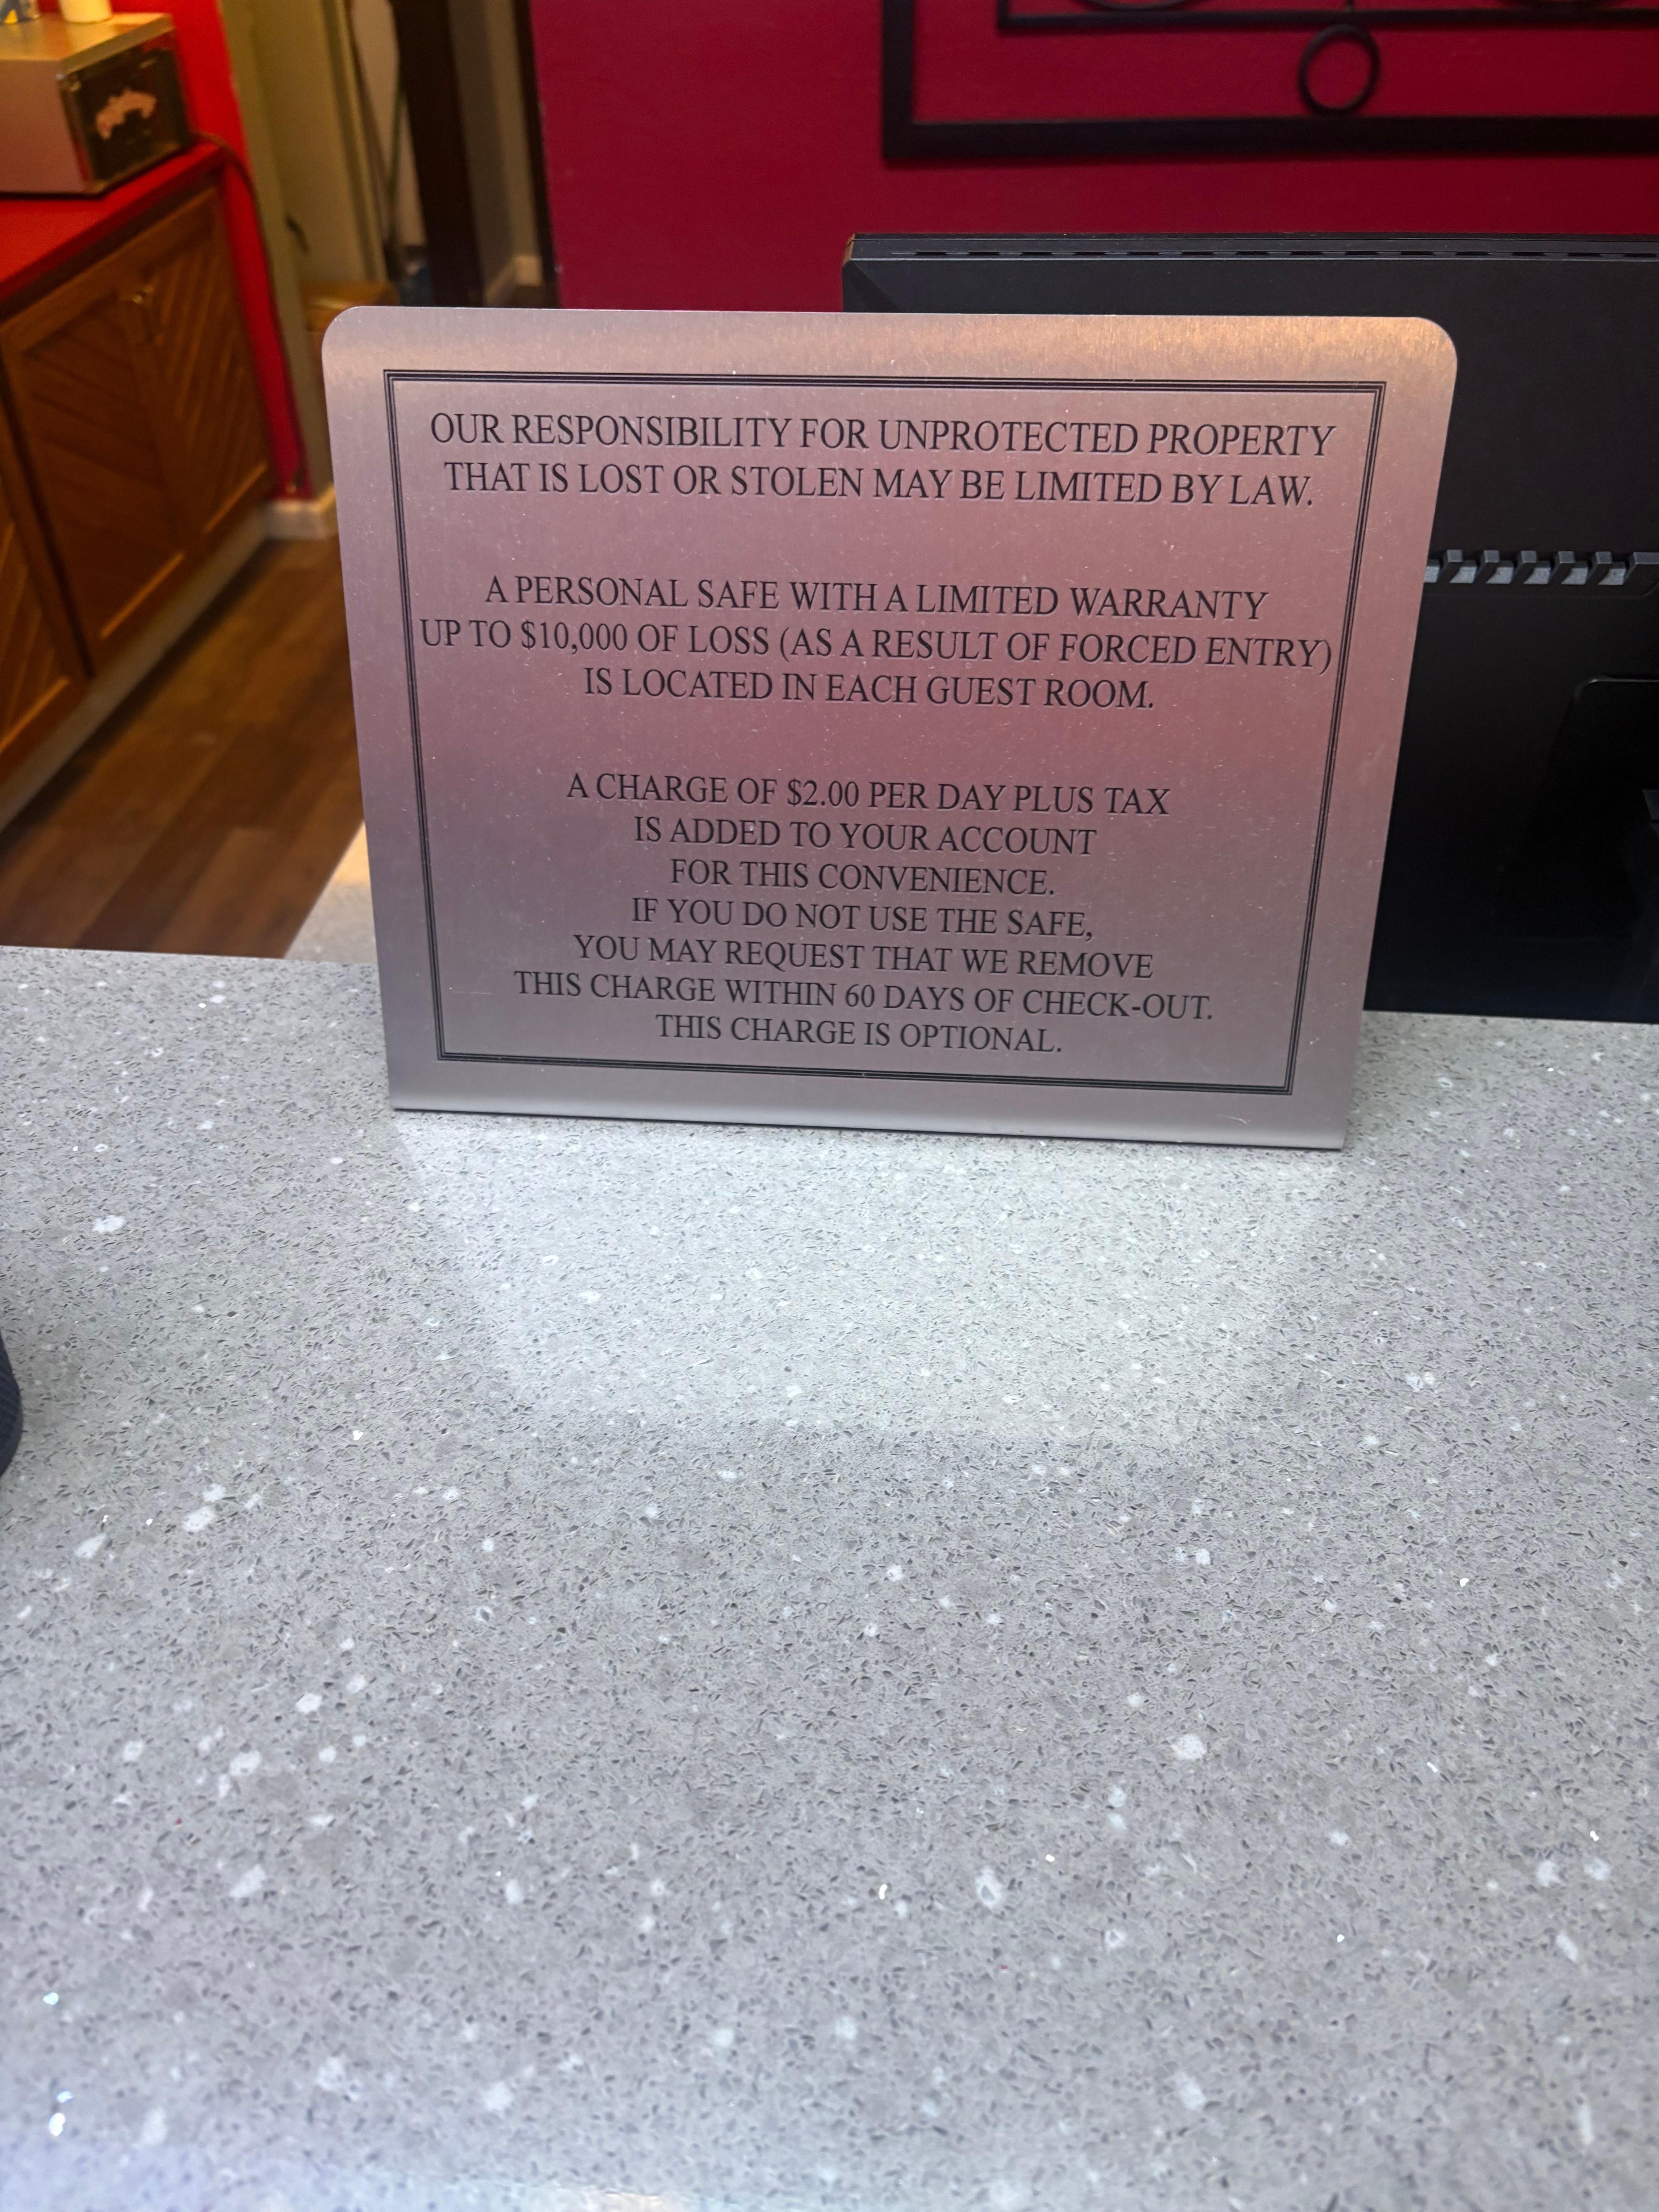 OUR RESPONSIBILITY FOR UNPROTECTED PROPERTY
THAT IS LOST OR STOLEN MAY BE LIMITED BY LAW.
A PERSONAL SAFE WITH A LIMITED WARRANTY
UP TO $10,000 OF LOSS (AS A RESULT OF FORCED ENTRY)
IS LOCATED IN EACH GUEST ROOM.
A CHARGE OF $2.00 PER DAY PLUS TAX
IS ADDED TO YOUR ACCOUNT
FOR THIS CONVENIENCE.
IF YOU DO NOT USE THE SAFE,
YOU MAY REQUEST THAT WE REMOVE
THIS CHARGE WITHIN 60 DAYS OF CHECK-OUT.
THIS CHARGE IS OPTIONAL.